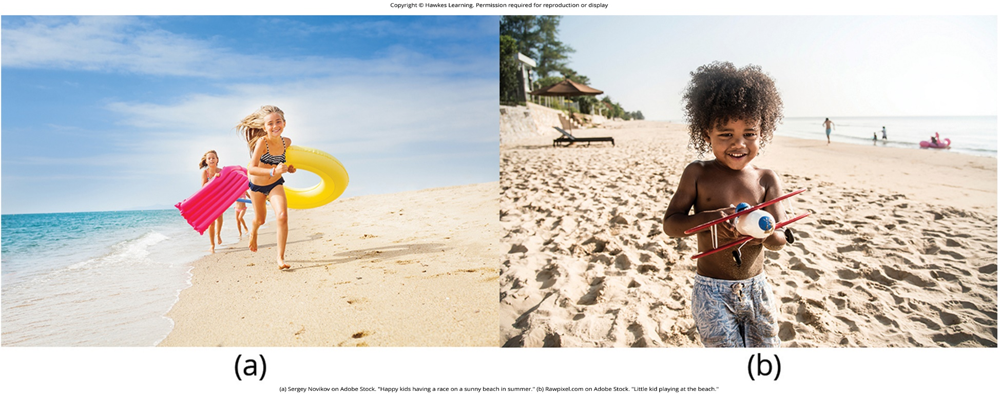 Copyright © Hawkes Learning. Permission required for reproduction or display
(a)
(b)
(a) Sergey Novikov on Adobe Stock. "Happy kids having a race on a sunny beach in summer." (b) Rawpixel.com on Adobe Stock. "Little kid playing at the beach."